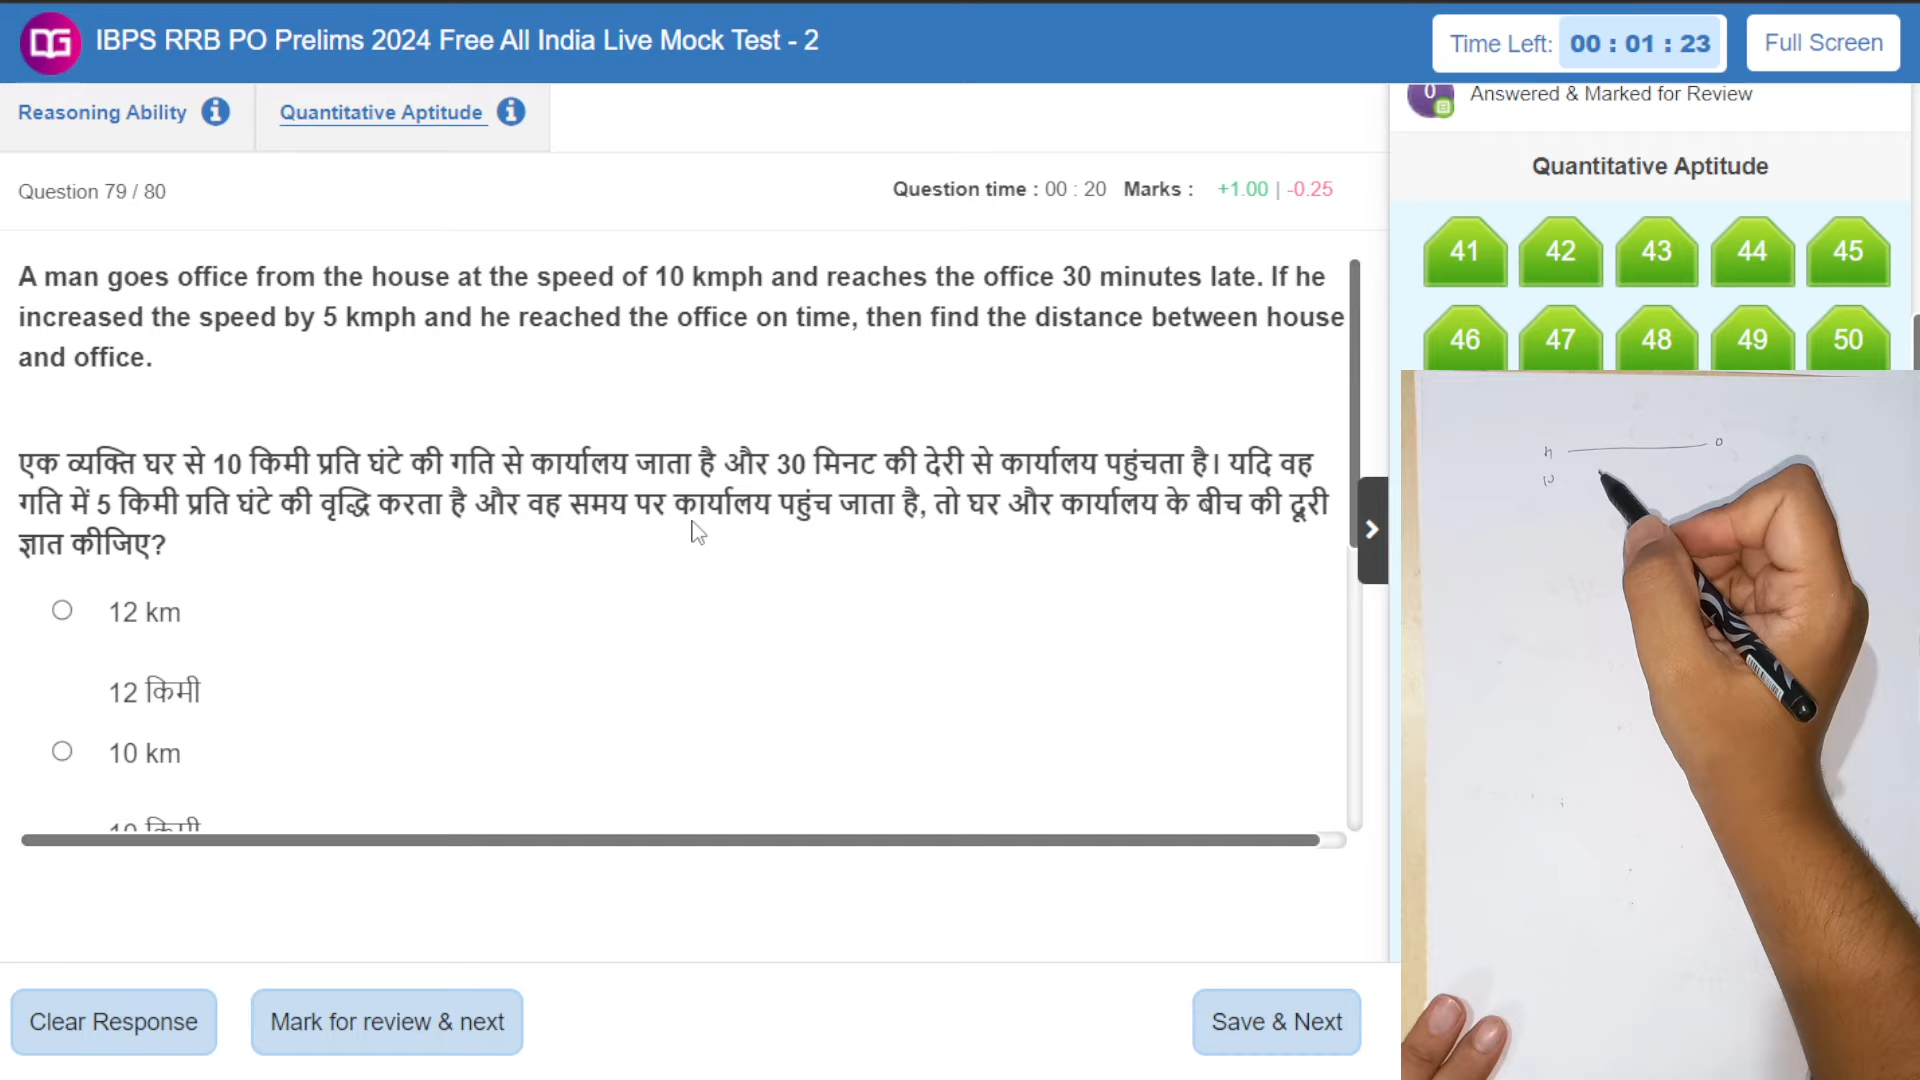 IBPS RRB PO Prelims 2024 Free All India Live Mock Test - 2
Time Left: 00 : 01 : 23
Full Screen
Reasoning Ability
Quantitative Aptitude
Question 79 / 80
Question time : 00 : 20 Marks : +1.00 | -0.25
A man goes office from the house at the speed of 10 kmph and reaches the office 30 minutes late. If he
increased the speed by 5 kmph and he reached the office on time, then find the distance between house
and office.
एक व्यक्ति घर से 10 किमी प्रति घंटे की गति से कार्यालय जाता है और 30 मिनट की देरी से कार्यालय पहुंचता है। यदि वह
गति में 5 किमी प्रति घंटे की वृद्धि करता है और वह समय पर कार्यालय पहुंच जाता है, तो घर और कार्यालय के बीच की दूरी
ज्ञात कीजिए?
12 km
12 किमी
10 km
10 किमी
Clear Response
Mark for review & next
Save & Next
0 Answered & Marked for Review
Quantitative Aptitude
41 42 43 44 45
46 47 48 49 50
h o
10